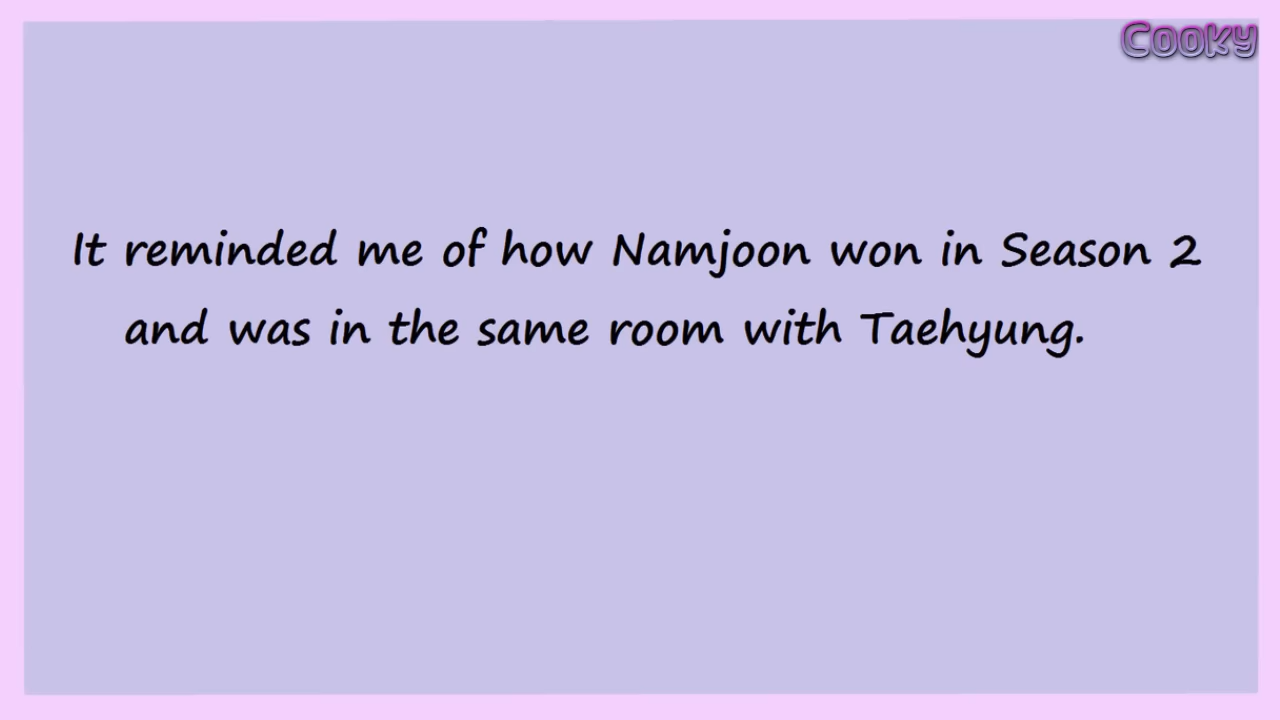 Cooky
It reminded me of how Namjoon won in Season 2
and was in the same room with Taehyung.